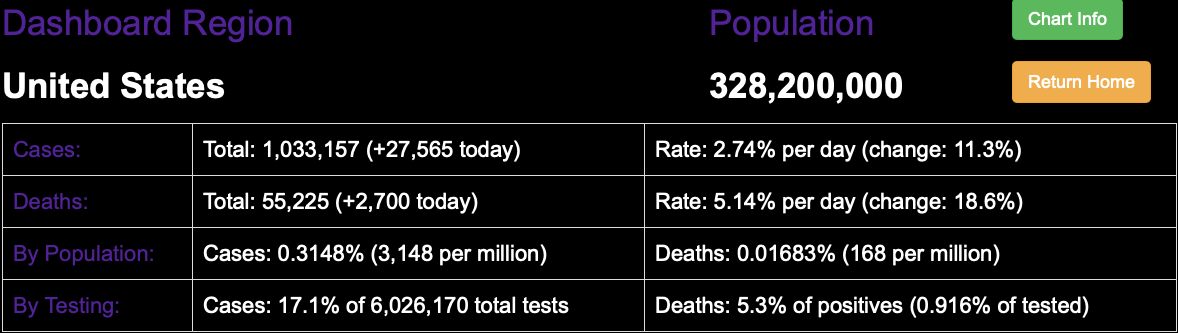 Dashboard Region Population Chart Info
United States 328,200,000 Return Home
Cases: Total: 1,033,157 (+27,565 today) Rate: 2.74% per day (change: 11.3%)
Deaths: Total: 55,225 (+2,700 today) Rate: 5.14% per day (change: 18.6%)
By Population: Cases: 0.3148% (3,148 per million) Deaths: 0.01683% (168 per million)
By Testing: Cases: 17.1% of 6,026,170 total tests Deaths: 5.3% of positives (0.916% of tested)